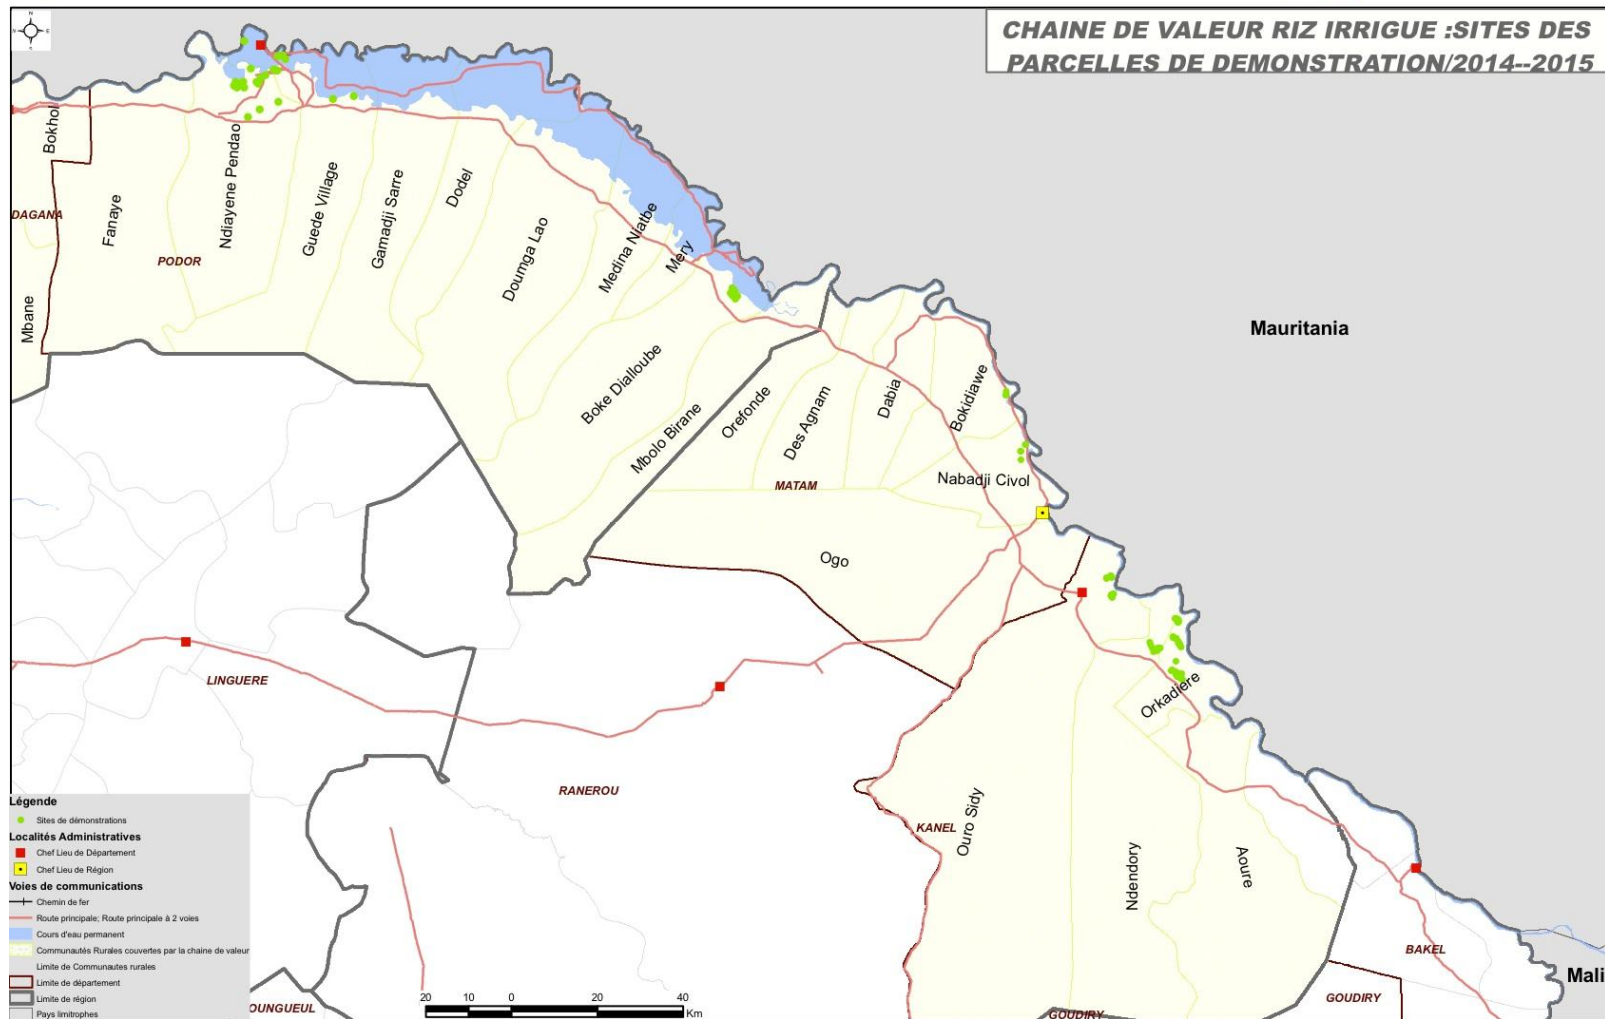 CHAINE DE VALEUR RIZ IRRIGUE :SITES DES
PARCELLES DE DEMONSTRATION/2014--2015
Bokhol
DAGANA
Mbane
Fanaye
PODOR
Ndiayene Pendao
Guede Village
Gamadji Sarre
Dodel
Doumga Lao
Medina Niatbe
Mery
Boke Dialloube
Mbolo Birane
Orefonde
Des Agnam
Dabia
Bokidiawe
MATAM
Nabadji Civol
Ogo
Mauritania
LINGUERE
RANEROU
Orkadiere
KANEL
Ouro Sidy
Ndendory
Aoure
BAKEL
Mali
GOUDIRY
GOUDIRY
OUNGUEUL
Légende
Sites de démonstrations
Localités Administratives
Chef Lieu de Département
Chef Lieu de Région
Voies de communications
Chemin de fer
Route principale; Route principale à 2 voies
Cours d'eau permanent
Communautés Rurales couvertes par la chaine de valeur
Limite de Communautes rurales
Limite de département
Limite de région
Pays limitrophes
20 10 0 20 40
Km